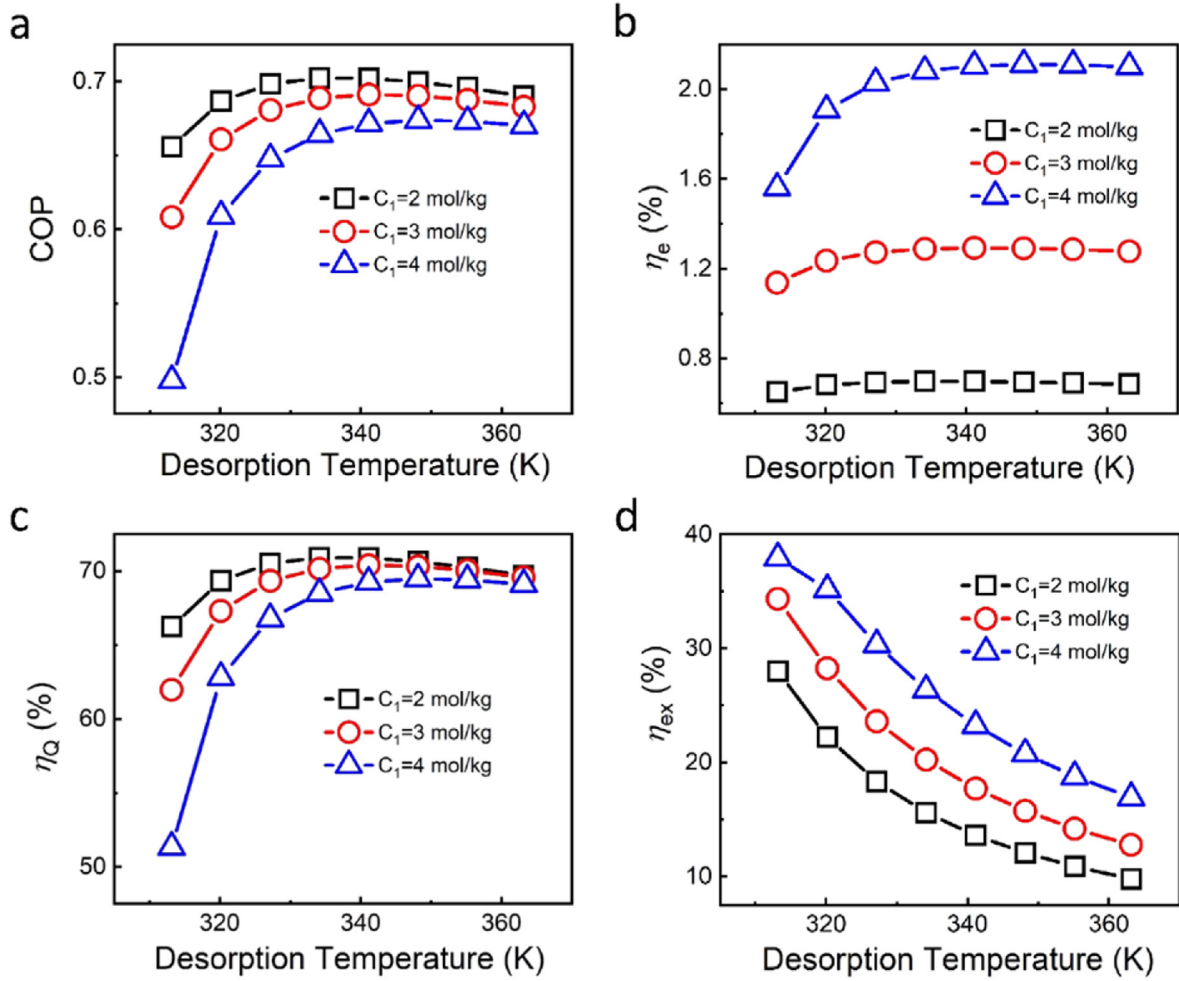 a
COP
0.7
0.6
0.5
C₁=2 mol/kg
C₁=3 mol/kg
C₁=4 mol/kg
320 340 360
Desorption Temperature (K)
b
ηe (%)
2.0
1.6
1.2
0.8
C₁=2 mol/kg
C₁=3 mol/kg
C₁=4 mol/kg
320 340 360
Desorption Temperature (K)
c
ηQ (%)
70
60
50
C₁=2 mol/kg
C₁=3 mol/kg
C₁=4 mol/kg
320 340 360
Desorption Temperature (K)
d
ηex (%)
40
30
20
10
C₁=2 mol/kg
C₁=3 mol/kg
C₁=4 mol/kg
320 340 360
Desorption Temperature (K)